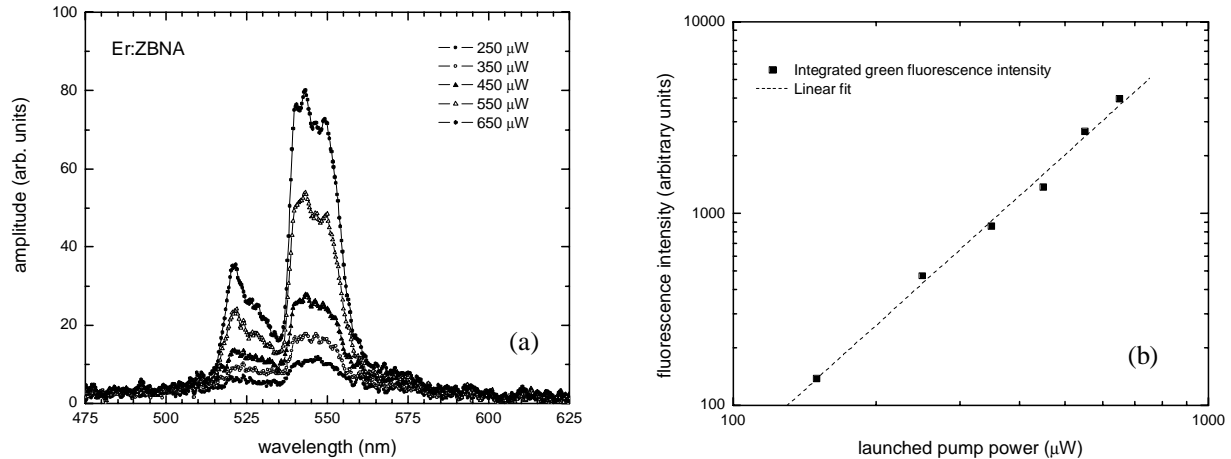 100
80
60
40
20
0
475 500 525 550 575 600 625
amplitude (arb. units)
wavelength (nm)
Er:ZBNA
250 μW
350 μW
450 μW
550 μW
650 μW
(a)
10000
1000
100
100 1000
fluorescence intensity (arbitrary units)
launched pump power (μW)
Integrated green fluorescence intensity
Linear fit
(b)